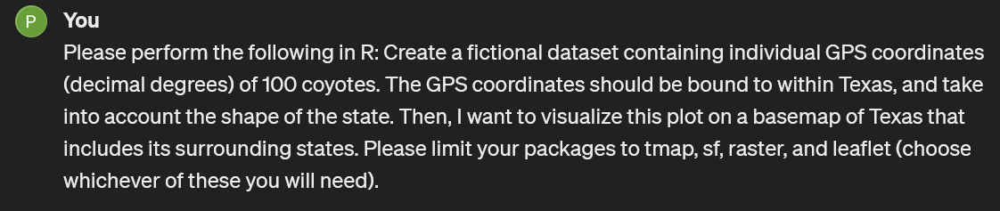 P You
Please perform the following in R: Create a fictional dataset containing individual GPS coordinates
(decimal degrees) of 100 coyotes. The GPS coordinates should be bound to within Texas, and take
into account the shape of the state. Then, I want to visualize this plot on a basemap of Texas that
includes its surrounding states. Please limit your packages to tmap, sf, raster, and leaflet (choose
whichever of these you will need).